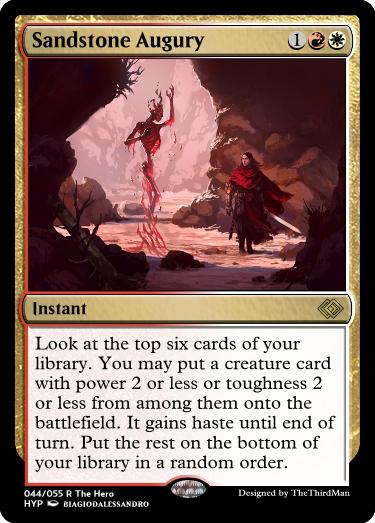 Sandstone Augury
1
Instant
Look at the top six cards of your
library. You may put a creature card
with power 2 or less or toughness 2
or less from among them onto the
battlefield. It gains haste until end of
turn. Put the rest on the bottom of
your library in a random order.
044/055 R The Hero
HYP BIAGIODALESSANDRO
Designed by TheThirdMan